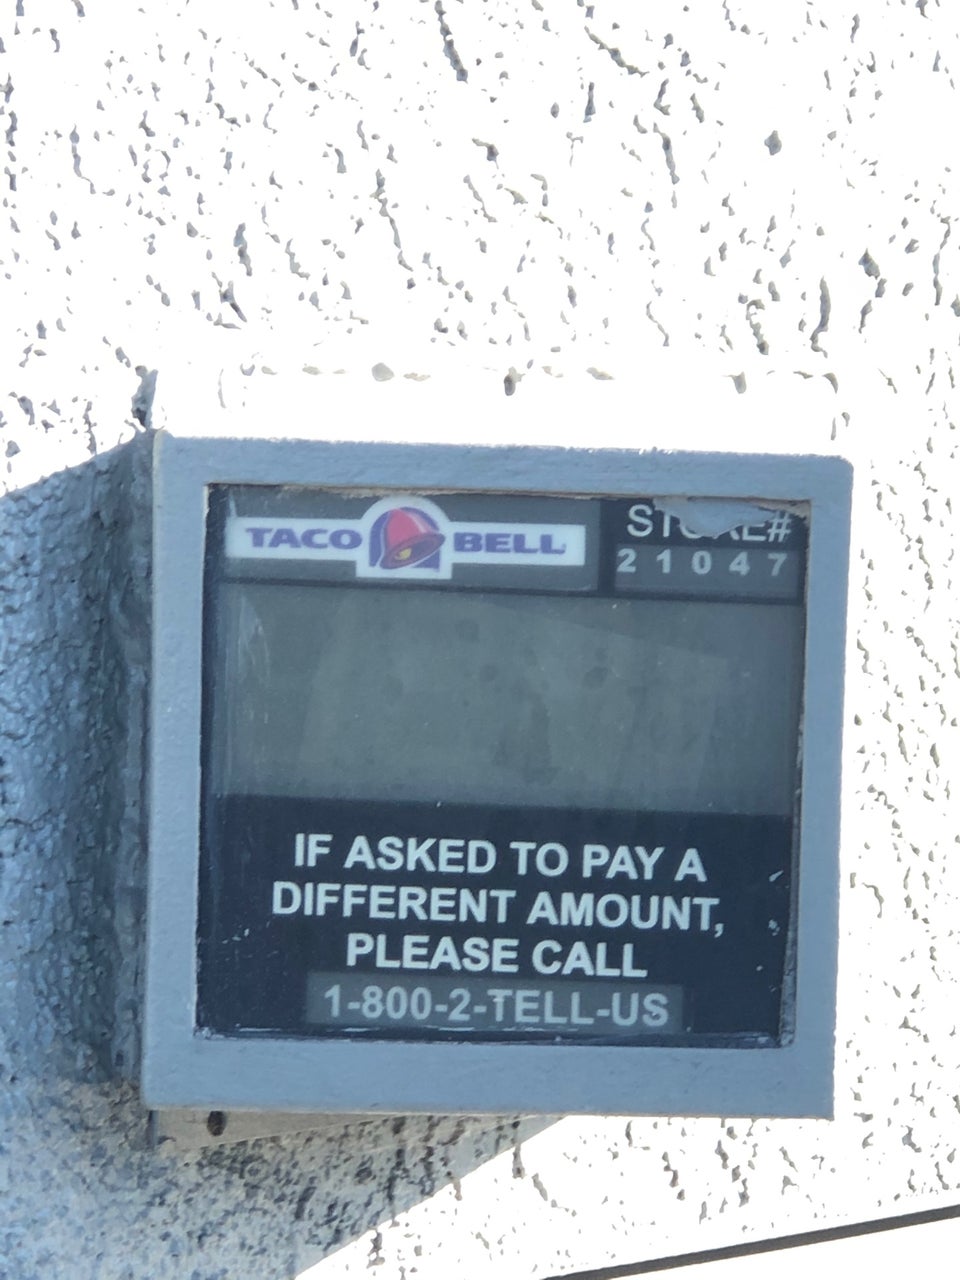 TACO BELL
STORE#
21047
IF ASKED TO PAY A
DIFFERENT AMOUNT,
PLEASE CALL
1-800-2-TELL-US